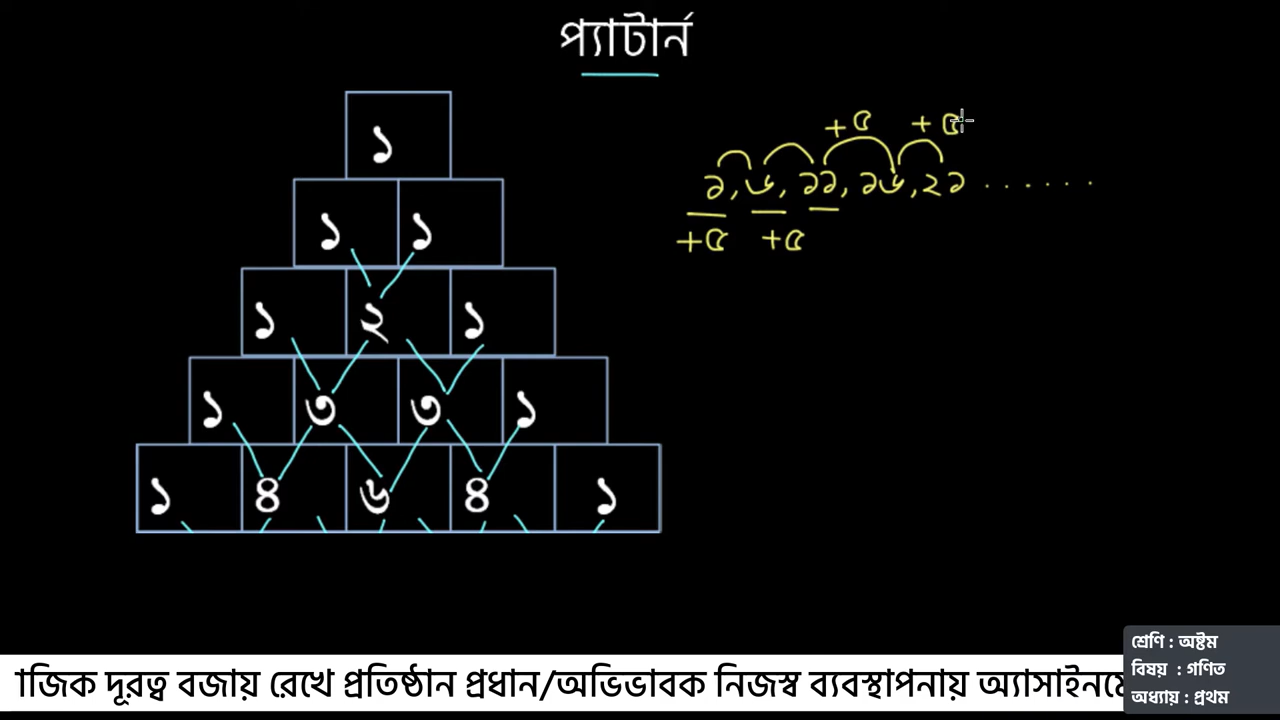 প্যাটার্ন
১
১ ১
১ ২ ১
১ ৩ ৩ ১
১ ৪ ৬ ৪ ১
+৫ +৫
১, ৬, ১১, ১৬, ২১ . . . . . .
+৫ +৫
শ্রেণি : অষ্টম
বিষয় : গণিত
অধ্যায় : প্রথম
দূরত্ব বজায় রেখে প্রতিষ্ঠান প্রধান/অভিভাবক নিজস্ব ব্যবস্থাপনায়